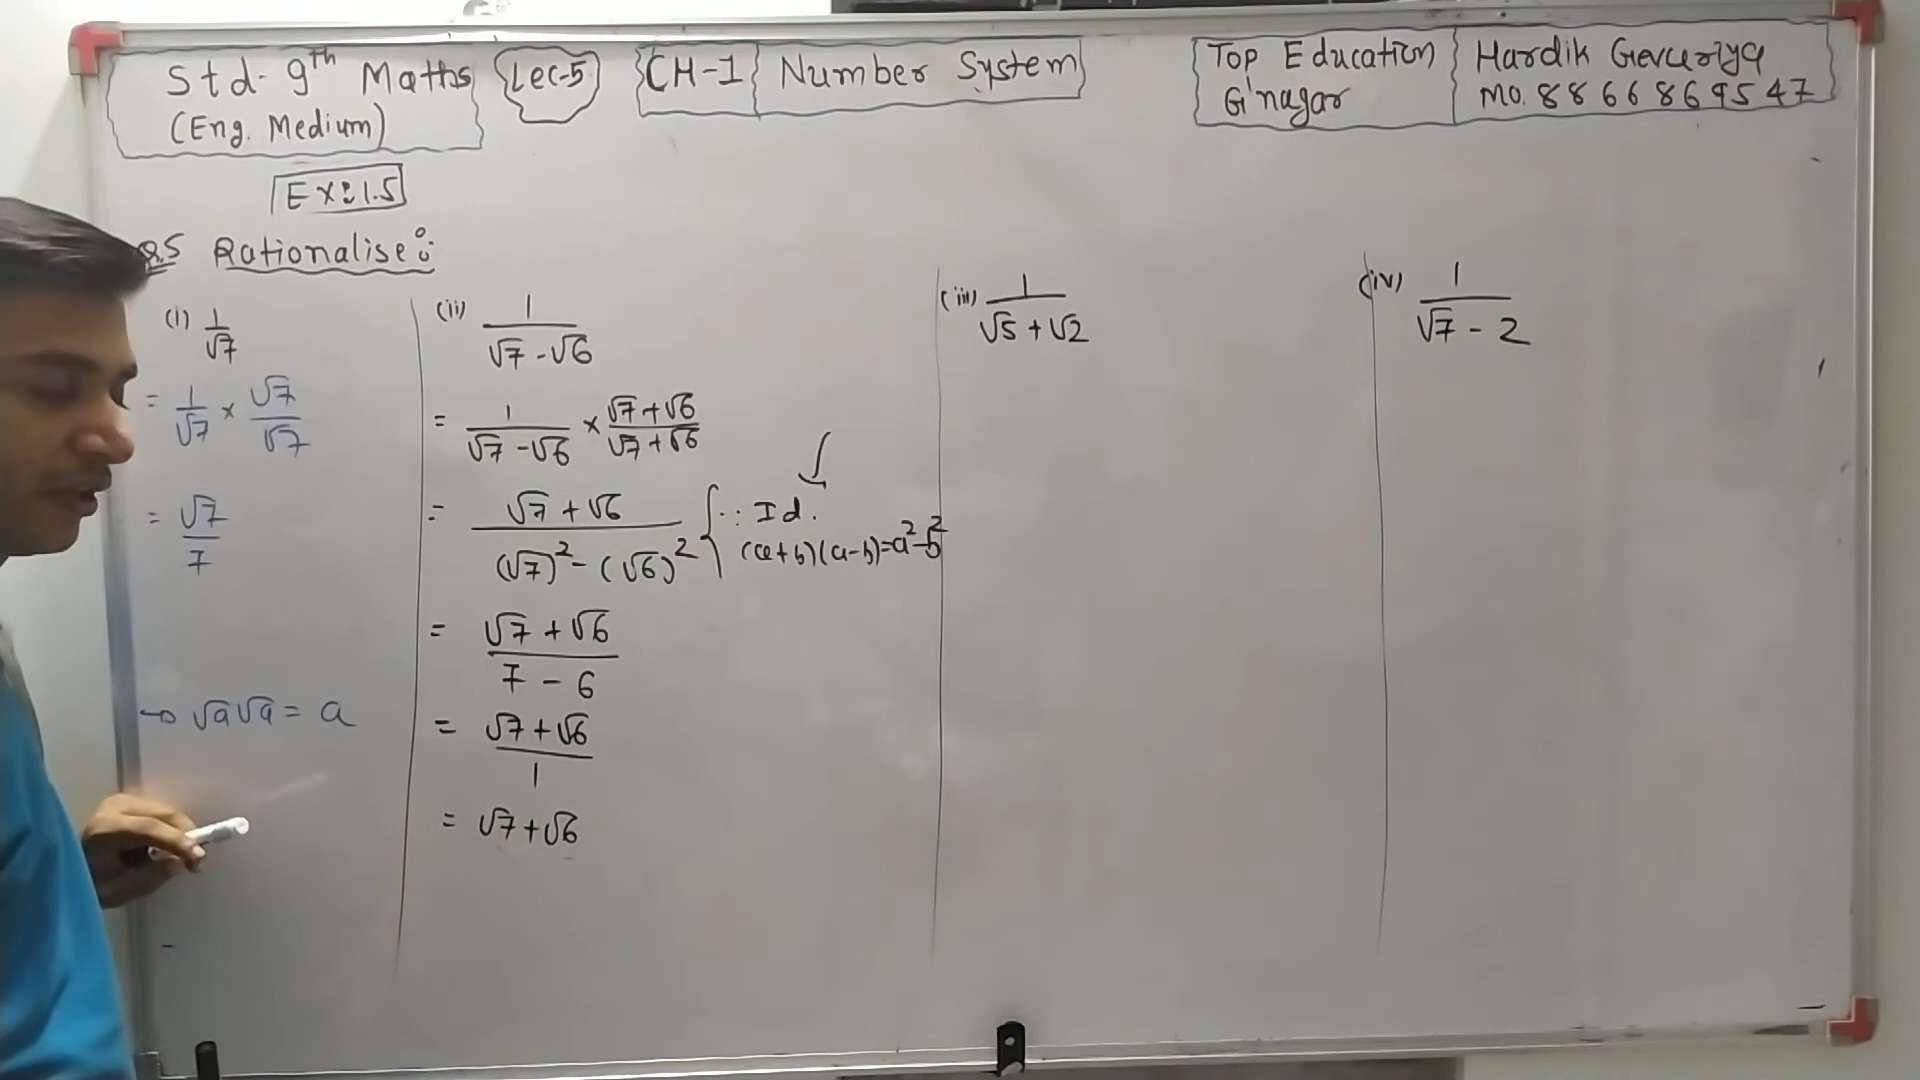 Std- 9th Maths
(Eng. Medium)
Lec-5
CH-1 | Number System
Top Education
G'nagar
Hardik Gevariya
Mo. 8866869547
Ex: 1.5
Q.5 Rationalise:
(i) 1/√7
= 1/√7 × √7/√7
= √7/7
→ √a√a = a
(ii) 1/(√7 - √6)
= 1/(√7 - √6) × (√7 + √6)/(√7 + √6)
= (√7 + √6)/((√7)² - (√6)²) {∵ Id.
(a+b)(a-b)=a²-b²
= (√7 + √6)/(7 - 6)
= (√7 + √6)/1
= √7 + √6
(iii) 1/(√5 + √2)
(iv) 1/(√7 - 2)